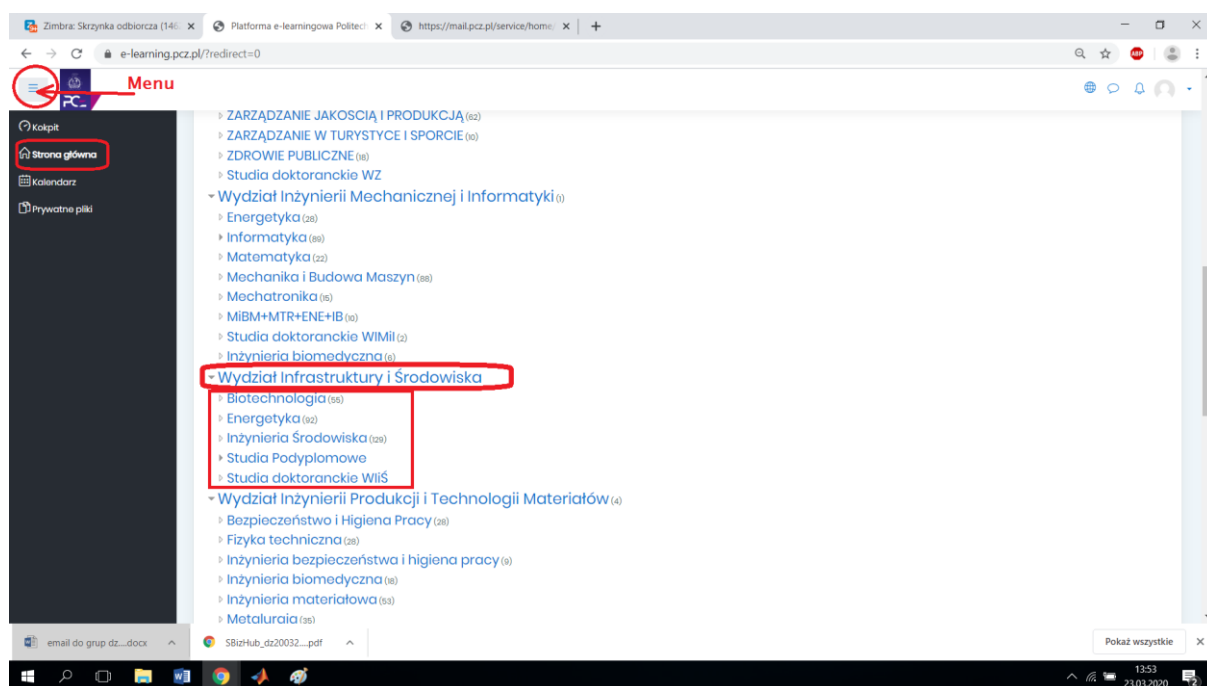 Zimbra: Skrzynka odbiorcza (146
Platforma e-learningowa Politech
https://mail.pcz.pl/service/home/
e-learning.pcz.pl/?redirect=0
ABP
PC
Menu
Kokpit
Strona główna
Kalendarz
Prywatne pliki
ZARZĄDZANIE JAKOŚCIĄ I PRODUKCJĄ (62)
ZARZĄDZANIE W TURYSTYCE I SPORCIE (10)
ZDROWIE PUBLICZNE (18)
Studia doktoranckie WZ
Wydział Inżynierii Mechanicznej i Informatyki (1)
Energetyka (28)
Informatyka (89)
Matematyka (22)
Mechanika i Budowa Maszyn (88)
Mechatronika (15)
MiBM+MTR+ENE+IB (10)
Studia doktoranckie WIMiI (2)
Inżynieria biomedyczna (6)
Wydział Infrastruktury i Środowiska
Biotechnologia (55)
Energetyka (92)
Inżynieria Środowiska (129)
Studia Podyplomowe
Studia doktoranckie WIiŚ
Wydział Inżynierii Produkcji i Technologii Materiałów (4)
Bezpieczeństwo i Higiena Pracy (28)
Fizyka techniczna (28)
Inżynieria bezpieczeństwa i higiena pracy (9)
Inżynieria biomedyczna (18)
Inżynieria materiałowa (53)
Metalurgia (35)
email do grup dz....docx
SBizHub_dz20032....pdf
Pokaż wszystkie
13:53
23.03.2020
2